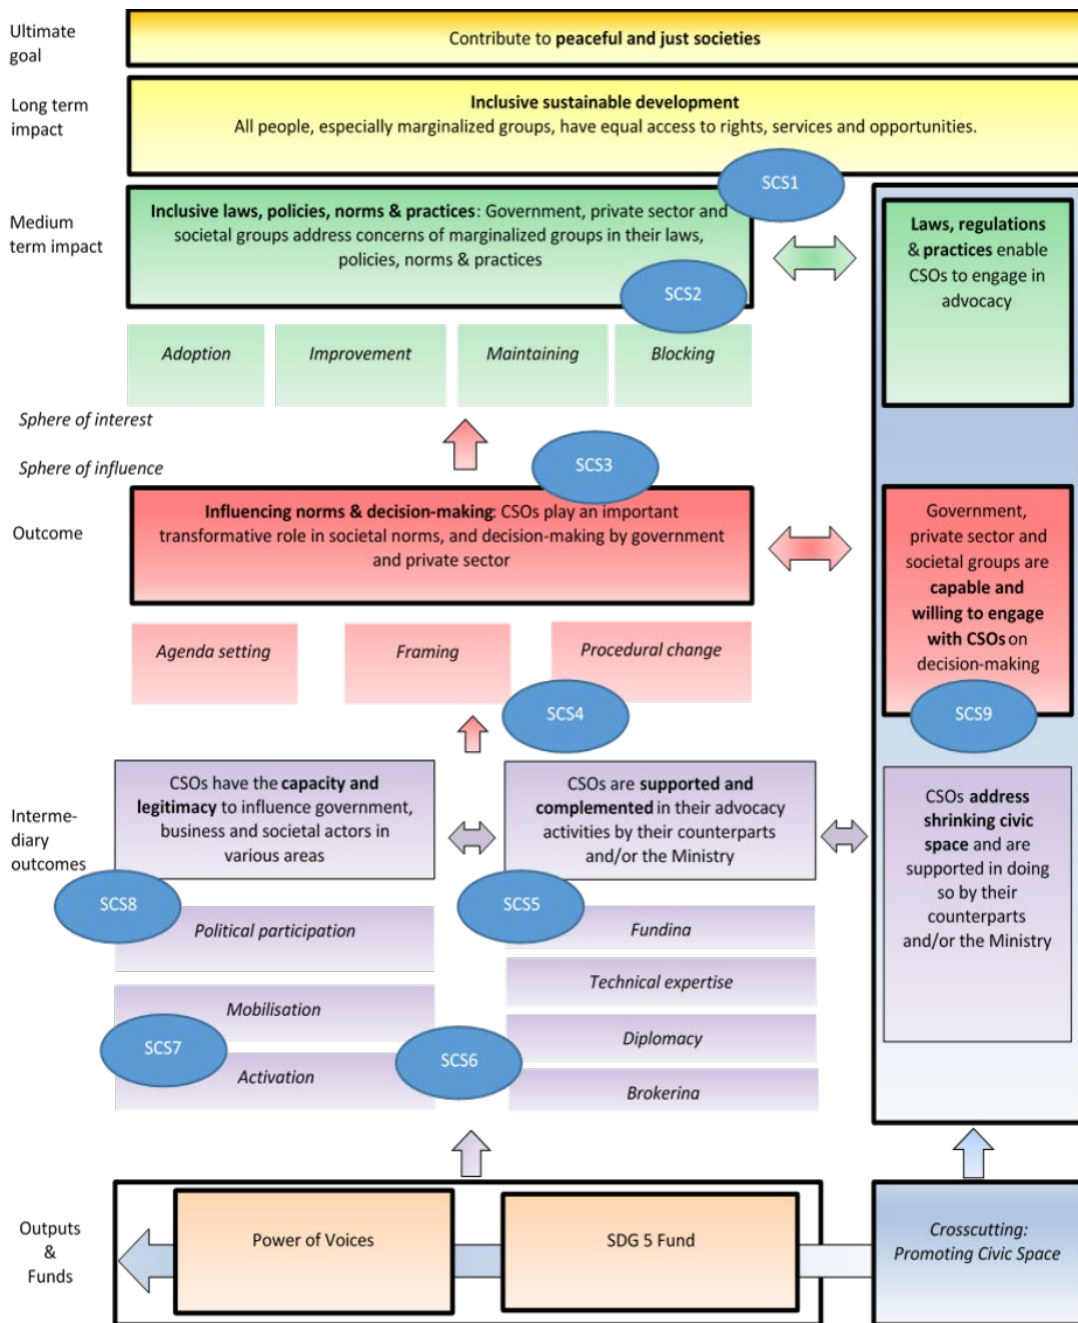 Ultimate
goal
Contribute to peaceful and just societies
Long term
impact
Inclusive sustainable development
All people, especially marginalized groups, have equal access to rights, services and opportunities.
SCS1
Medium
term impact
Inclusive laws, policies, norms & practices: Government, private sector and
societal groups address concerns of marginalized groups in their laws,
policies, norms & practices
SCS2
Laws, regulations
& practices enable
CSOs to engage in
advocacy
Adoption
Improvement
Maintaining
Blocking
Sphere of interest
Sphere of influence
SCS3
Outcome
Influencing norms & decision-making: CSOs play an important
transformative role in societal norms, and decision-making by government
and private sector
Government,
private sector and
societal groups are
capable and
willing to engage
with CSOs on
decision-making
Agenda setting
Framing
Procedural change
SCS4
SCS9
Interme-
diary
outcomes
CSOs have the capacity and
legitimacy to influence government,
business and societal actors in
various areas
CSOs are supported and
complemented in their advocacy
activities by their counterparts
and/or the Ministry
CSOs address
shrinking civic
space and are
supported in doing
so by their
counterparts
and/or the Ministry
SCS8
Political participation
Mobilisation
SCS7
Activation
SCS5
Fundina
Technical expertise
Diplomacy
SCS6
Brokerina
Outputs
&
Funds
Power of Voices
SDG 5 Fund
Crosscutting:
Promoting Civic Space